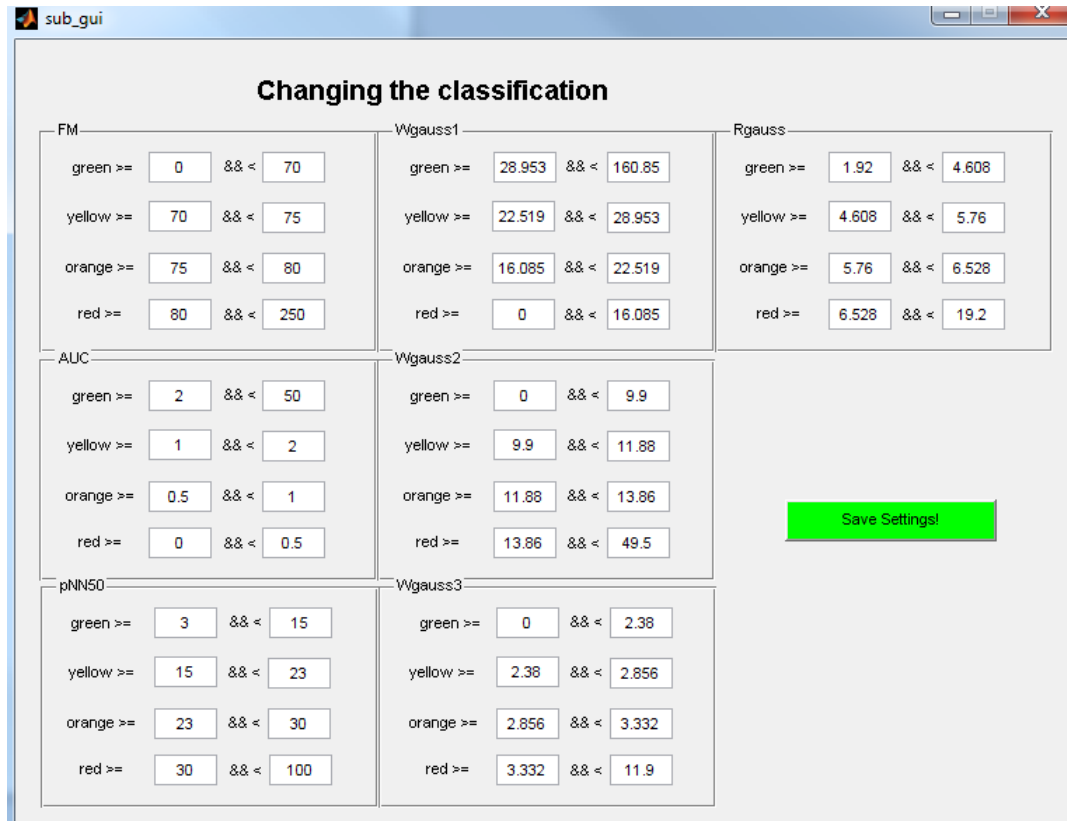 sub_gui
Changing the classification
FM
green >= 0 && < 70
yellow >= 70 && < 75
orange >= 75 && < 80
red >= 80 && < 250
Wgauss1
green >= 28.953 && < 160.85
yellow >= 22.519 && < 28.953
orange >= 16.085 && < 22.519
red >= 0 && < 16.085
Rgauss
green >= 1.92 && < 4.608
yellow >= 4.608 && < 5.76
orange >= 5.76 && < 6.528
red >= 6.528 && < 19.2
AUC
green >= 2 && < 50
yellow >= 1 && < 2
orange >= 0.5 && < 1
red >= 0 && < 0.5
Wgauss2
green >= 0 && < 9.9
yellow >= 9.9 && < 11.88
orange >= 11.88 && < 13.86
red >= 13.86 && < 49.5
Save Settings!
pNN50
green >= 3 && < 15
yellow >= 15 && < 23
orange >= 23 && < 30
red >= 30 && < 100
Wgauss3
green >= 0 && < 2.38
yellow >= 2.38 && < 2.856
orange >= 2.856 && < 3.332
red >= 3.332 && < 11.9